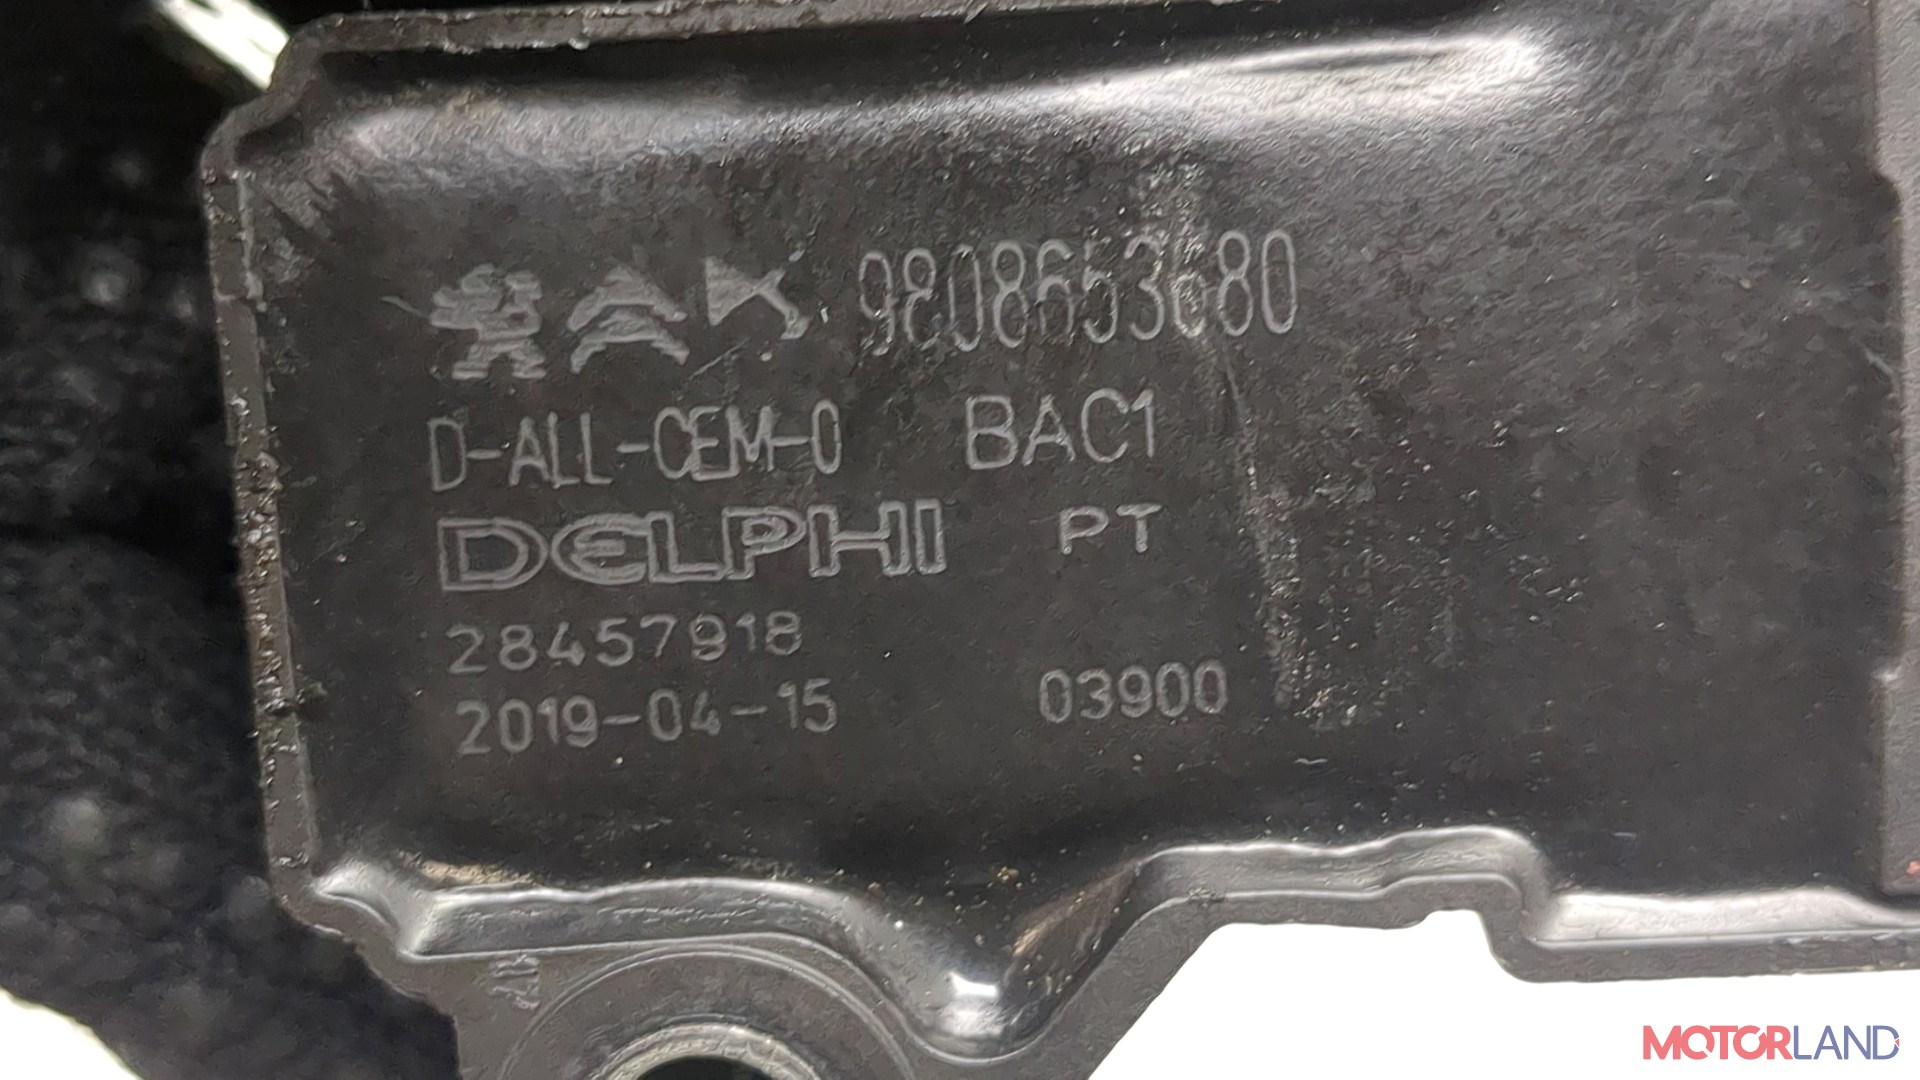 9808653680
D-ALL-CEM-0 BAC1
DELPHI PT
28457918
2019-04-15 03900
MOTORLAND